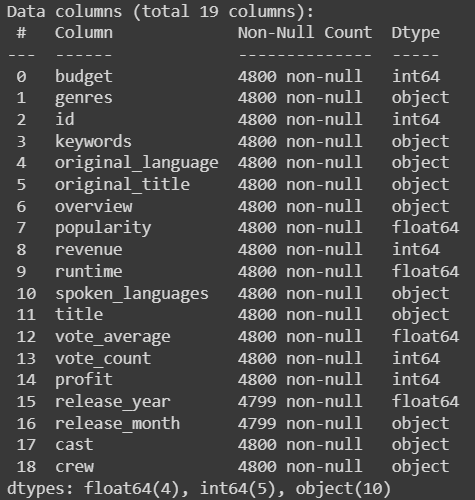 Data columns (total 19 columns):
 #   Column             Non-Null Count  Dtype
---  ------             --------------  -----
 0   budget             4800 non-null   int64
 1   genres             4800 non-null   object
 2   id                 4800 non-null   int64
 3   keywords           4800 non-null   object
 4   original_language  4800 non-null   object
 5   original_title     4800 non-null   object
 6   overview           4800 non-null   object
 7   popularity         4800 non-null   float64
 8   revenue            4800 non-null   int64
 9   runtime            4800 non-null   float64
 10  spoken_languages   4800 non-null   object
 11  title              4800 non-null   object
 12  vote_average       4800 non-null   float64
 13  vote_count         4800 non-null   int64
 14  profit             4800 non-null   int64
 15  release_year       4799 non-null   float64
 16  release_month      4799 non-null   object
 17  cast               4800 non-null   object
 18  crew               4800 non-null   object
dtypes: float64(4), int64(5), object(10)